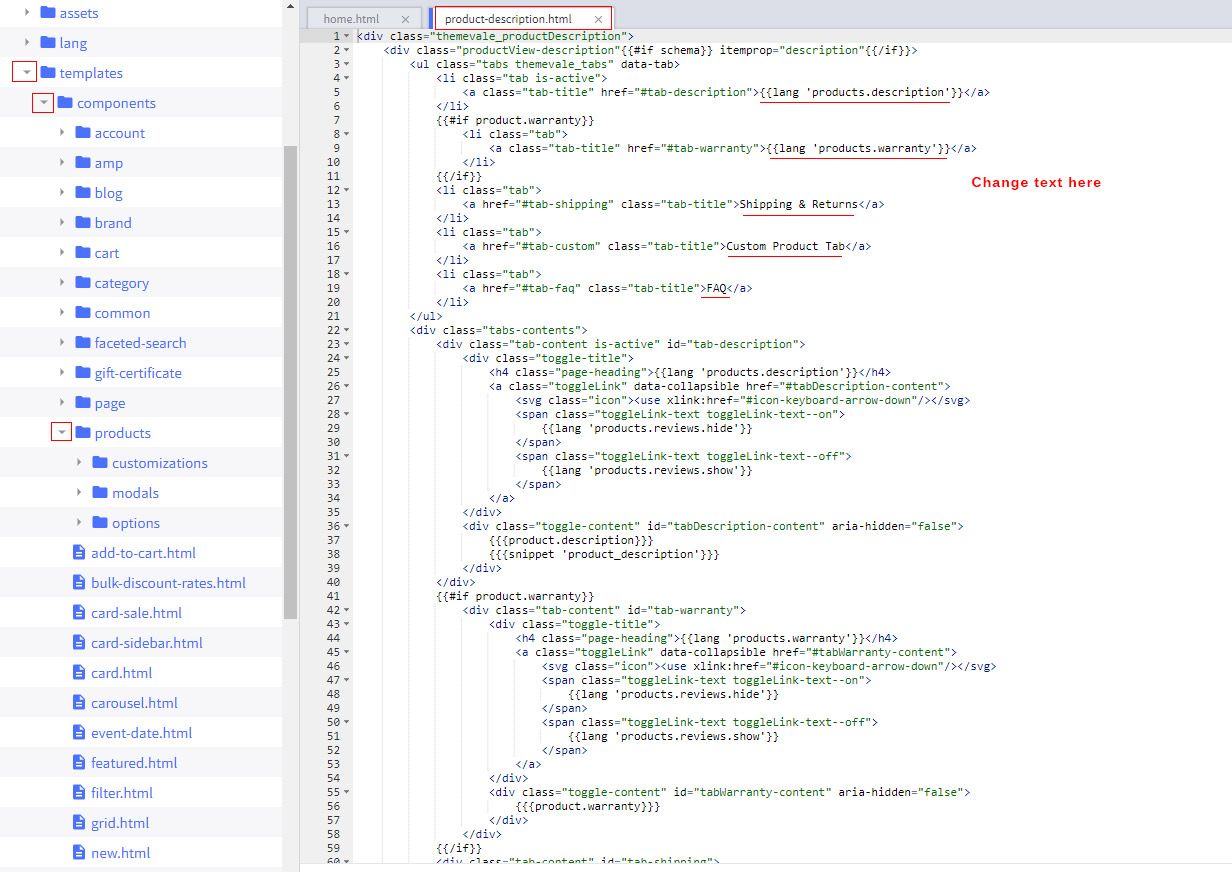 assets
lang
templates
components
account
amp
blog
brand
cart
category
common
faceted-search
gift-certificate
page
products
customizations
modals
options
add-to-cart.html
bulk-discount-rates.html
card-sale.html
card-sidebar.html
card.html
carousel.html
event-date.html
featured.html
filter.html
grid.html
new.html
home.html × product-description.html ×
1 <div class="themevale_productDescription">
2 <div class="productView-description"{{#if schema}} itemprop="description"{{/if}}>
3 <ul class="tabs themevale_tabs" data-tab>
4 <li class="tab is-active">
5 <a class="tab-title" href="#tab-description">{{lang 'products.description'}}</a>
6 </li>
7 {{#if product.warranty}}
8 <li class="tab">
9 <a class="tab-title" href="#tab-warranty">{{lang 'products.warranty'}}</a>
10 </li>
11 {{/if}}
Change text here
12 <li class="tab">
13 <a href="#tab-shipping" class="tab-title">Shipping & Returns</a>
14 </li>
15 <li class="tab">
16 <a href="#tab-custom" class="tab-title">Custom Product Tab</a>
17 </li>
18 <li class="tab">
19 <a href="#tab-faq" class="tab-title">FAQ</a>
20 </li>
21 </ul>
22 <div class="tabs-contents">
23 <div class="tab-content is-active" id="tab-description">
24 <div class="toggle-title">
25 <h4 class="page-heading">{{lang 'products.description'}}</h4>
26 <a class="toggleLink" data-collapsible href="#tabDescription-content">
27 <svg class="icon"><use xlink:href="#icon-keyboard-arrow-down"/></svg>
28 <span class="toggleLink-text toggleLink-text--on">
29 {{lang 'products.reviews.hide'}}
30 </span>
31 <span class="toggleLink-text toggleLink-text--off">
32 {{lang 'products.reviews.show'}}
33 </span>
34 </a>
35 </div>
36 <div class="toggle-content" id="tabDescription-content" aria-hidden="false">
37 {{{product.description}}}
38 {{{snippet 'product_description'}}}
39 </div>
40 </div>
41 {{#if product.warranty}}
42 <div class="tab-content" id="tab-warranty">
43 <div class="toggle-title">
44 <h4 class="page-heading">{{lang 'products.warranty'}}</h4>
45 <a class="toggleLink" data-collapsible href="#tabWarranty-content">
46 <svg class="icon"><use xlink:href="#icon-keyboard-arrow-down"/></svg>
47 <span class="toggleLink-text toggleLink-text--on">
48 {{lang 'products.reviews.hide'}}
49 </span>
50 <span class="toggleLink-text toggleLink-text--off">
51 {{lang 'products.reviews.show'}}
52 </span>
53 </a>
54 </div>
55 <div class="toggle-content" id="tabWarranty-content" aria-hidden="false">
56 {{{product.warranty}}}
57 </div>
58 </div>
59 {{/if}}
60 <div class="tab-content" id="tab-shipping">